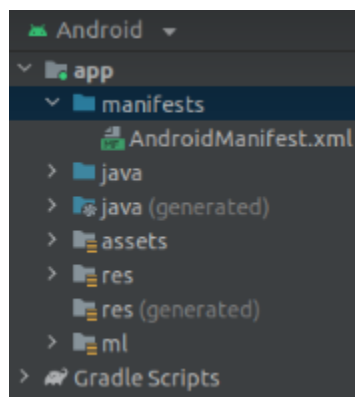 Android
app
manifests
AndroidManifest.xml
java
java (generated)
assets
res
res (generated)
ml
Gradle Scripts